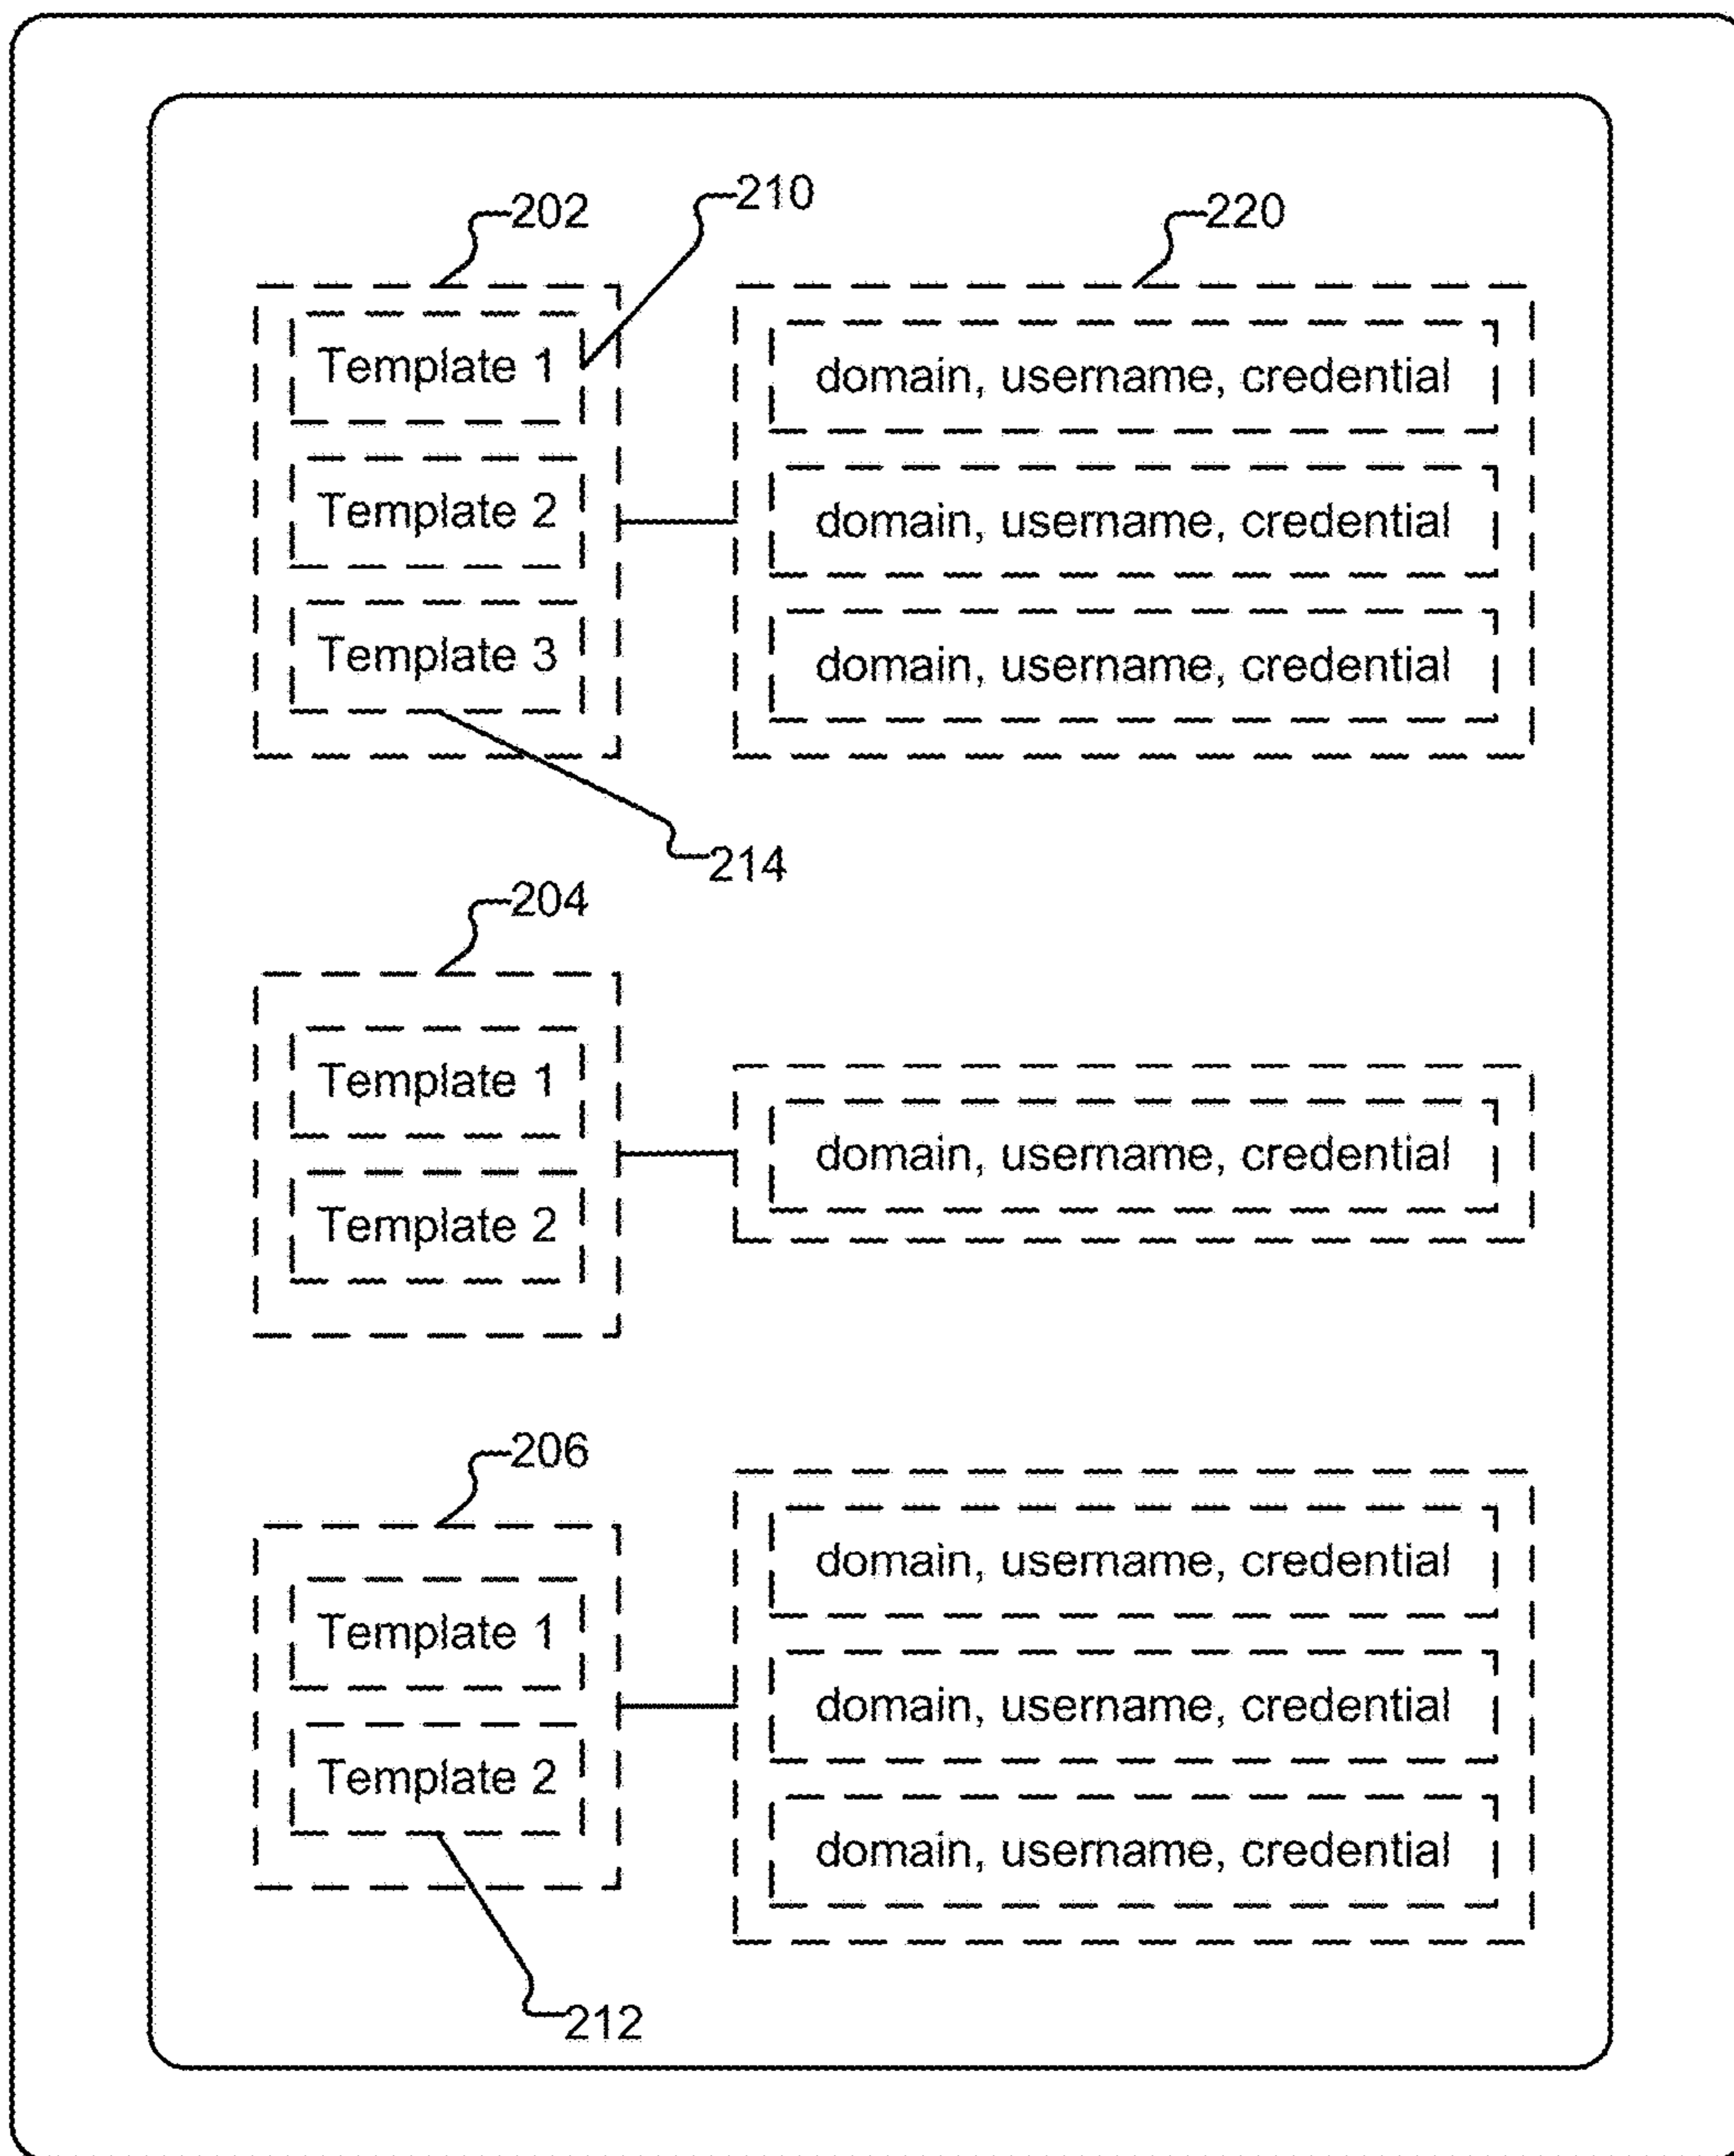 202
210
220
Template 1
domain, username, credential
Template 2
domain, username, credential
Template 3
domain, username, credential
214
204
Template 1
domain, username, credential
Template 2
206
domain, username, credential
Template 1
domain, username, credential
Template 2
domain, username, credential
212